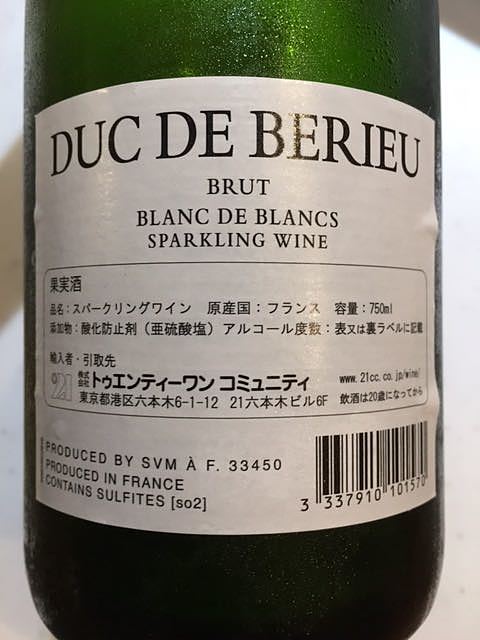 DUC DE BERIEU
BRUT
BLANC DE BLANCS
SPARKLING WINE
果実酒
品名：スパークリングワイン　原産国：フランス　容量：750ml
添加物：酸化防止剤（亜硫酸塩）アルコール度数：表又は裏ラベルに記載
輸入者・引取先
21 株式会社 トゥエンティーワン コミュニティ www.21cc.co.jp/wine/
東京都港区六本木6-1-12　21六本木ビル6F　飲酒は20歳になってから
PRODUCED BY SVM À F. 33450
PRODUCED IN FRANCE
CONTAINS SULFITES [so2]
3 337910 101570